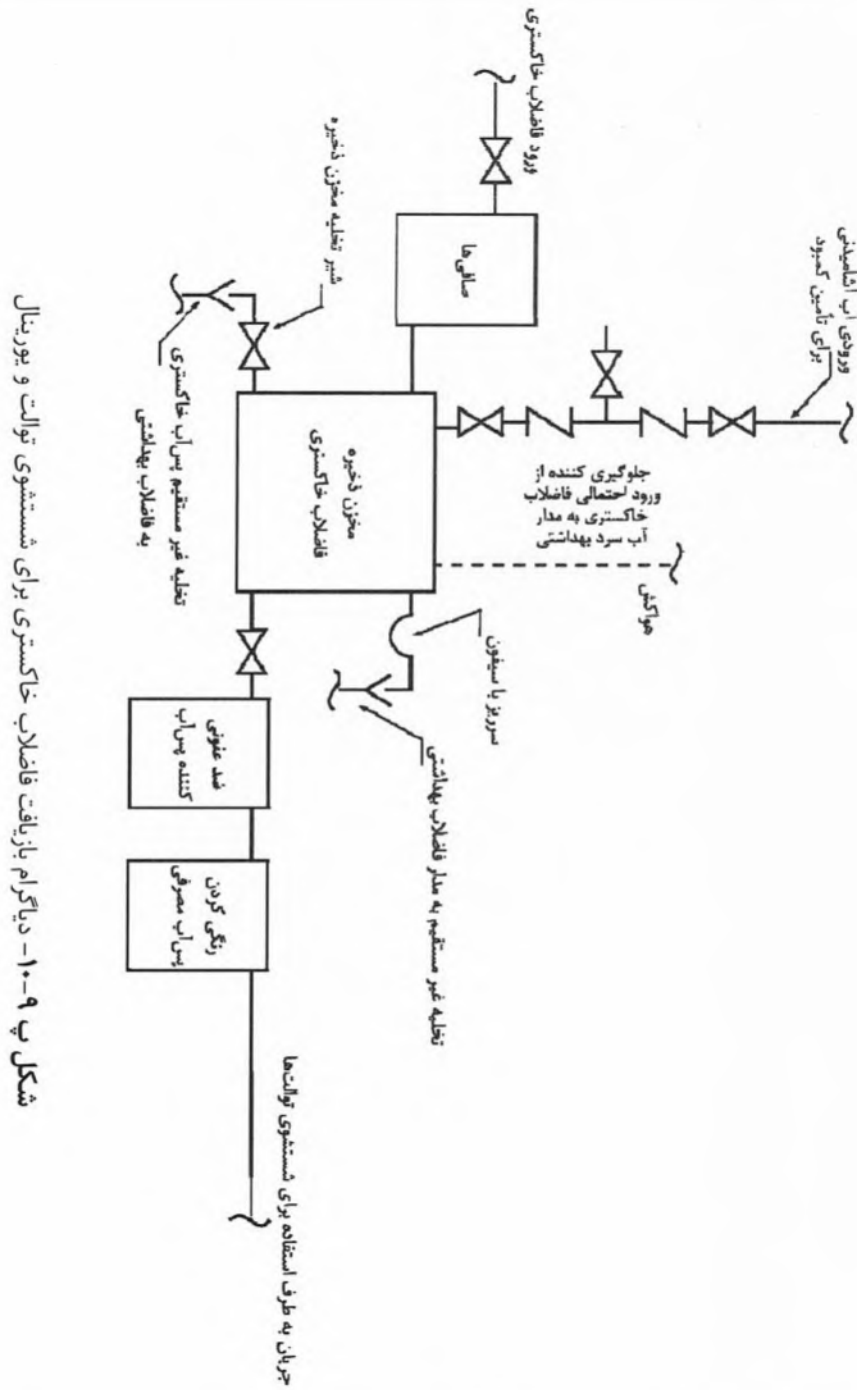 ورود فاضلاب خاکستری
ورودی آب آشامیدنی
برای تأمین کمبود
صافی‌ها
شیر تخلیه مخزن ذخیره
تخلیه غیر مستقیم پس‌آب خاکستری
به فاضلاب بهداشتی
مخزن ذخیره
فاضلاب خاکستری
جلوگیری کننده از
ورود احتمالی فاضلاب
خاکستری به مدار
آب سرد بهداشتی
هواکش
سرریز با سیفون
تخلیه غیر مستقیم به مدار فاضلاب بهداشتی
ضد عفونی
کننده پس‌آب
رنگی کردن
پس‌آب مصرفی
جریان به طرف استفاده برای شستشوی توالت‌ها
شکل پ ۹-۱۰- دیاگرام بازیافت فاضلاب خاکستری برای شستشوی توالت و یورینال